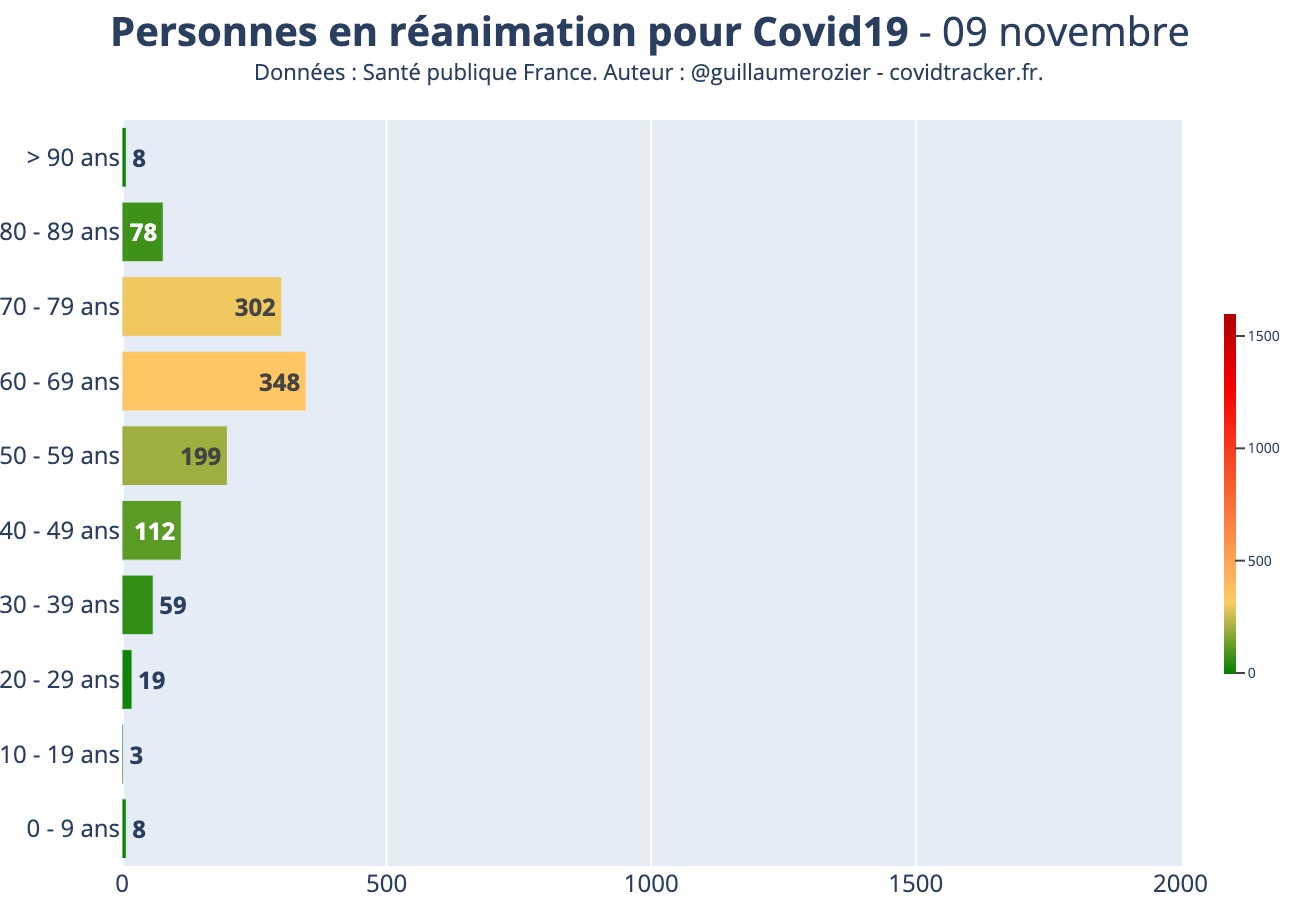 Personnes en réanimation pour Covid19 - 09 novembre
Données : Santé publique France. Auteur : @guillaumerozier - covidtracker.fr.
> 90 ans 8
80 - 89 ans 78
70 - 79 ans 302
60 - 69 ans 348
50 - 59 ans 199
40 - 49 ans 112
30 - 39 ans 59
20 - 29 ans 19
10 - 19 ans 3
0 - 9 ans 8
0 500 1000 1500 2000
1500
1000
500
0